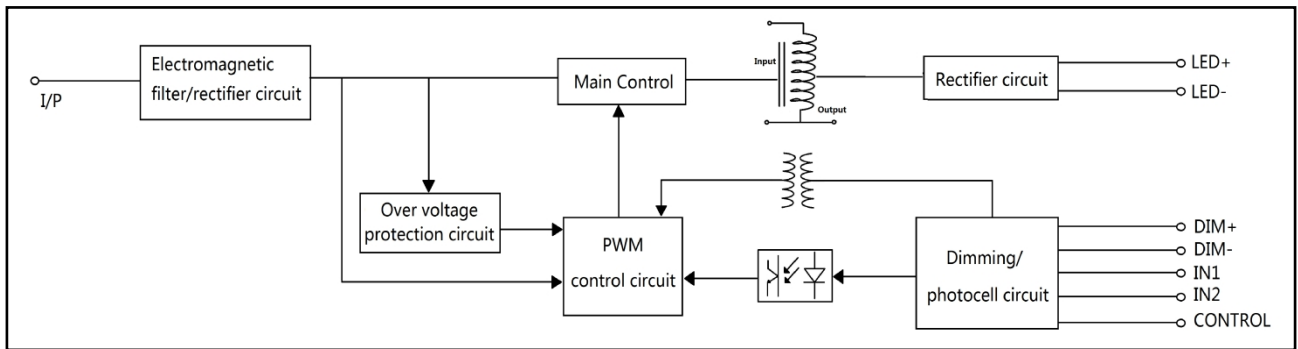 I/P
Electromagnetic
filter/rectifier circuit
Main Control
Input
Output
Rectifier circuit
LED+
LED-
Over voltage
protection circuit
PWM
control circuit
Dimming/
photocell circuit
DIM+
DIM-
IN1
IN2
CONTROL